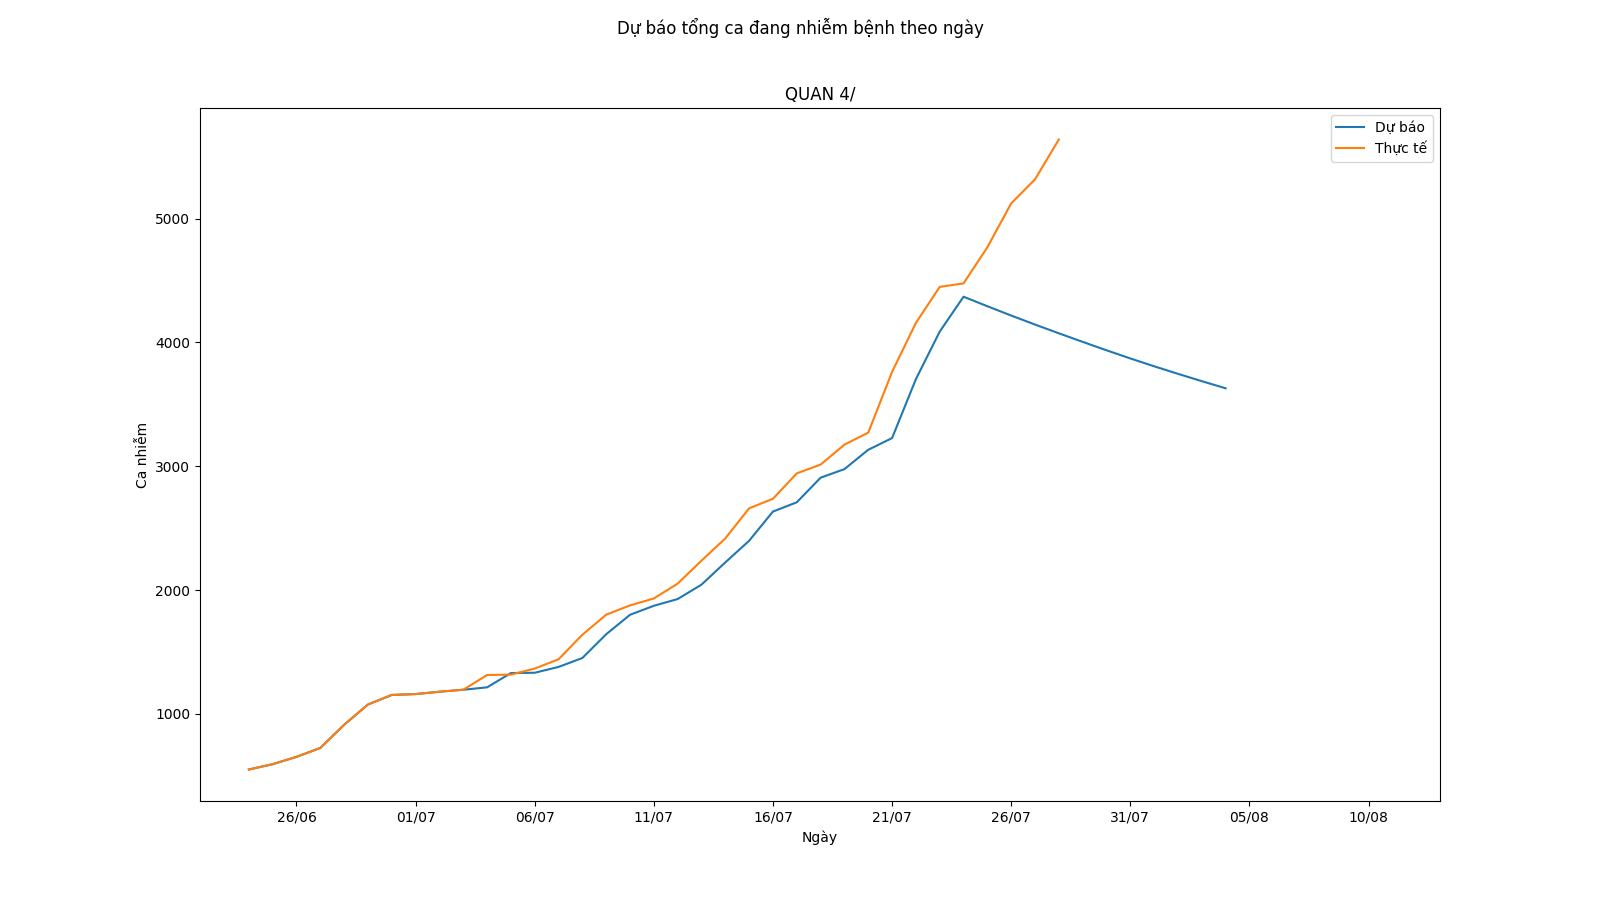 Dự báo tổng ca đang nhiễm bệnh theo ngày
QUAN 4/
Dự báo
Thực tế
5000
4000
3000
2000
1000
Ca nhiễm
26/06 01/07 06/07 11/07 16/07 21/07 26/07 31/07 05/08 10/08
Ngày